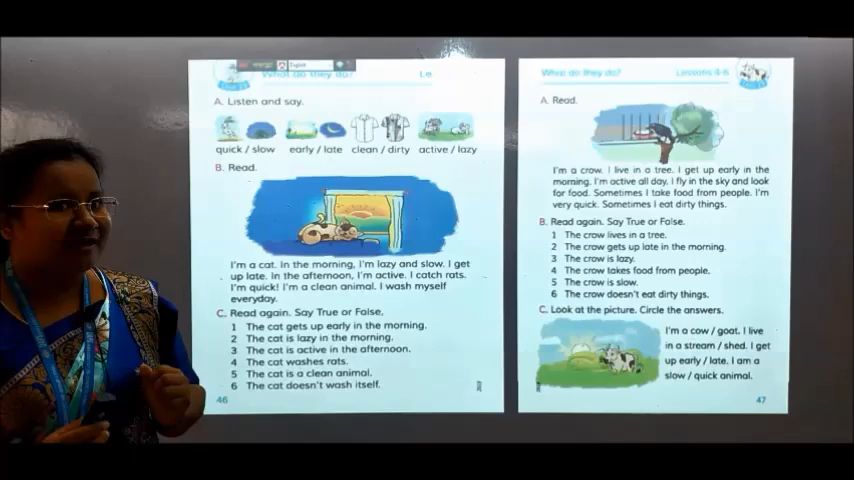 What do they do?
Le
A. Listen and say.
quick / slow early / late clean / dirty active / lazy
B. Read.
I'm a cat. In the morning, I'm lazy and slow. I get
up late. In the afternoon, I'm active. I catch rats.
I'm quick! I'm a clean animal. I wash myself
everyday.
C. Read again. Say True or False.
1 The cat gets up early in the morning.
2 The cat is lazy in the morning.
3 The cat is active in the afternoon.
4 The cat washes rats.
5 The cat is a clean animal.
6 The cat doesn't wash itself.
46
What do they do?
Lessons 4-6
A. Read.
I'm a crow. I live in a tree. I get up early in the
morning. I'm active all day. I fly in the sky and look
for food. Sometimes I take food from people. I'm
very quick. Sometimes I eat dirty things.
B. Read again. Say True or False.
1 The crow lives in a tree.
2 The crow gets up late in the morning.
3 The crow is lazy.
4 The crow takes food from people.
5 The crow is slow.
6 The crow doesn't eat dirty things.
C. Look at the picture. Circle the answers.
I'm a cow / goat. I live
in a stream / shed. I get
up early / late. I am a
slow / quick animal.
47